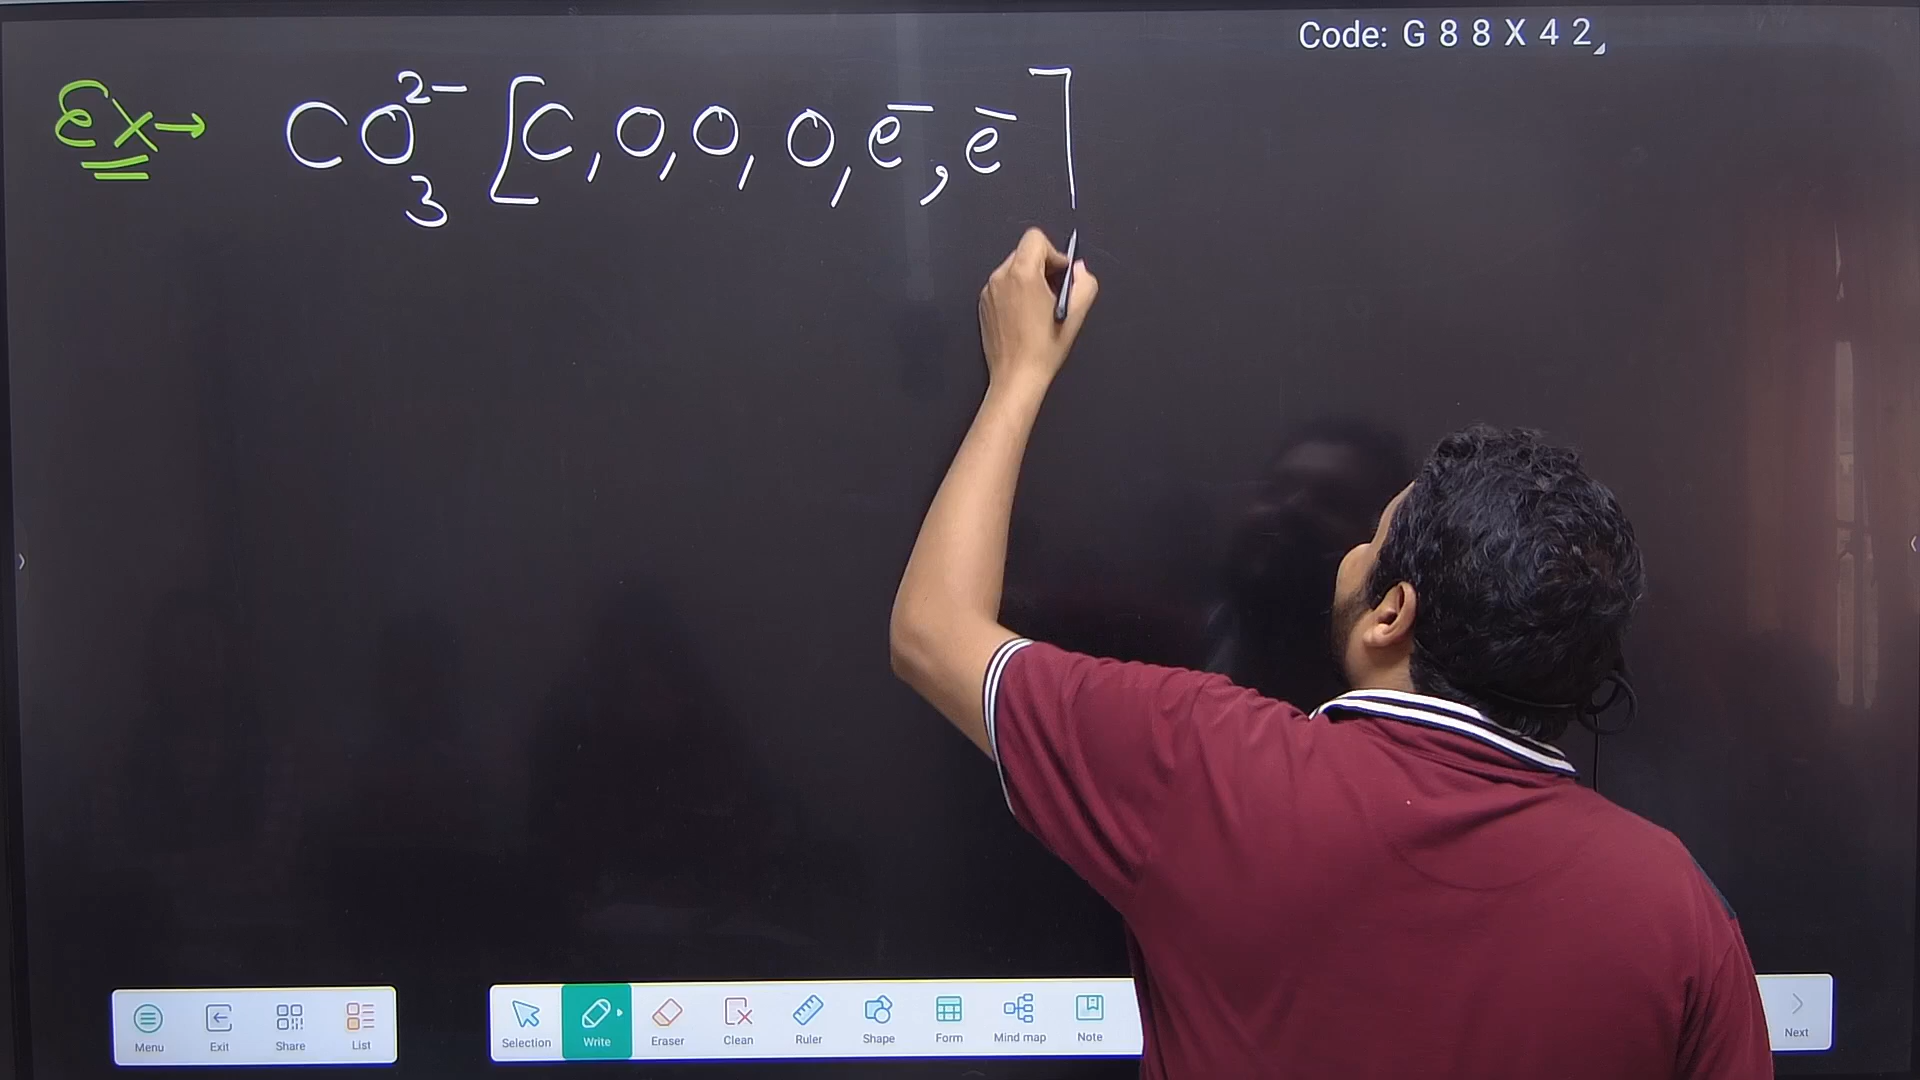 Code: G 8 8 X 4 2
Ex→ CO₃²⁻ [C, O, O, O, e⁻, e⁻]
Menu Exit Share List Selection Write Eraser Clean Ruler Shape Form Mind map Note Next